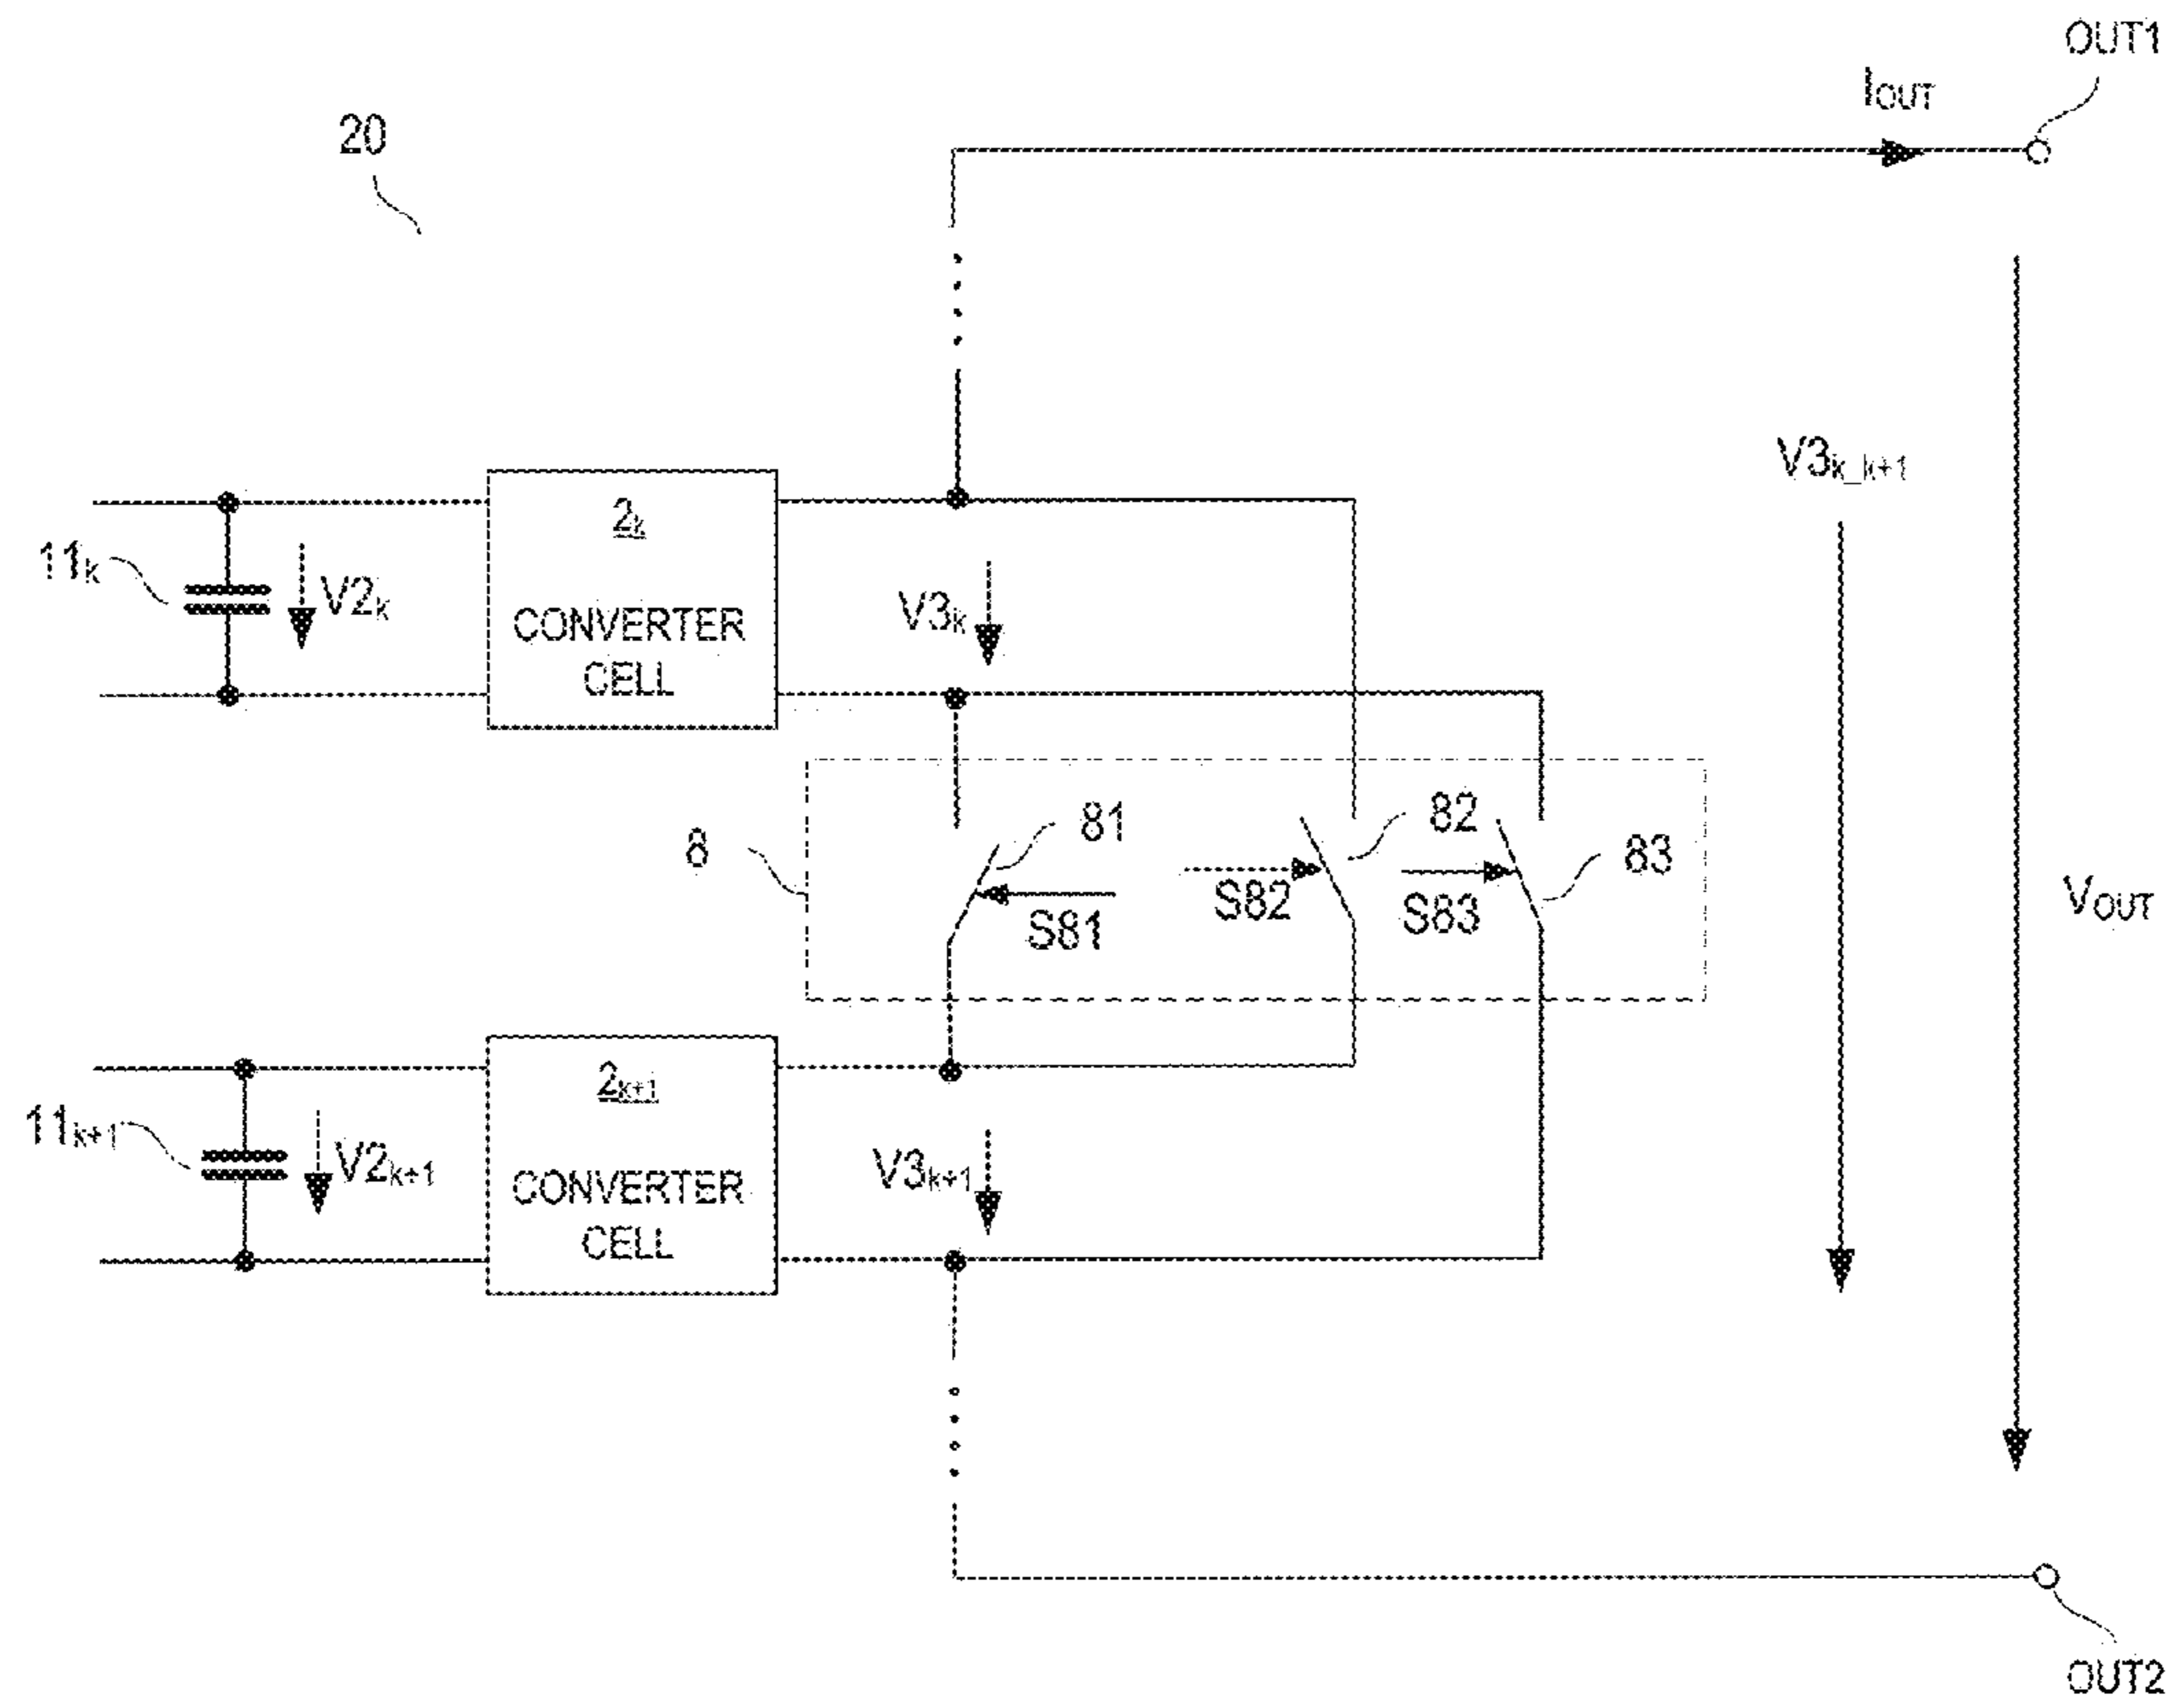 OUT1
IOUT
20
V3k_k+1
2k
11k
V2k
CONVERTER
CELL
V3k
81
82
83
8
S81
S82
S83
VOUT
2k+1
11k+1
V2k+1
CONVERTER
CELL
V3k+1
OUT2